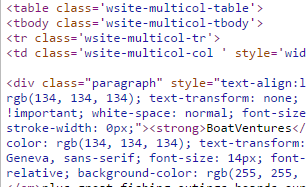 <table class='wsite-multicol-table'>
<tbody class='wsite-multicol-tbody'>
<tr class='wsite-multicol-tr'>
<td class='wsite-multicol-col ' style='wid
<div class="paragraph" style="text-align:l
rgb(134, 134, 134); text-transform: none;
!important; white-space: normal; font-size
stroke-width: 0px;"><strong>BoatVentures</
color: rgb(134, 134, 134); text-transform:
Geneva, sans-serif; font-size: 14px; font-
relative; background-color: rgb(255, 255,